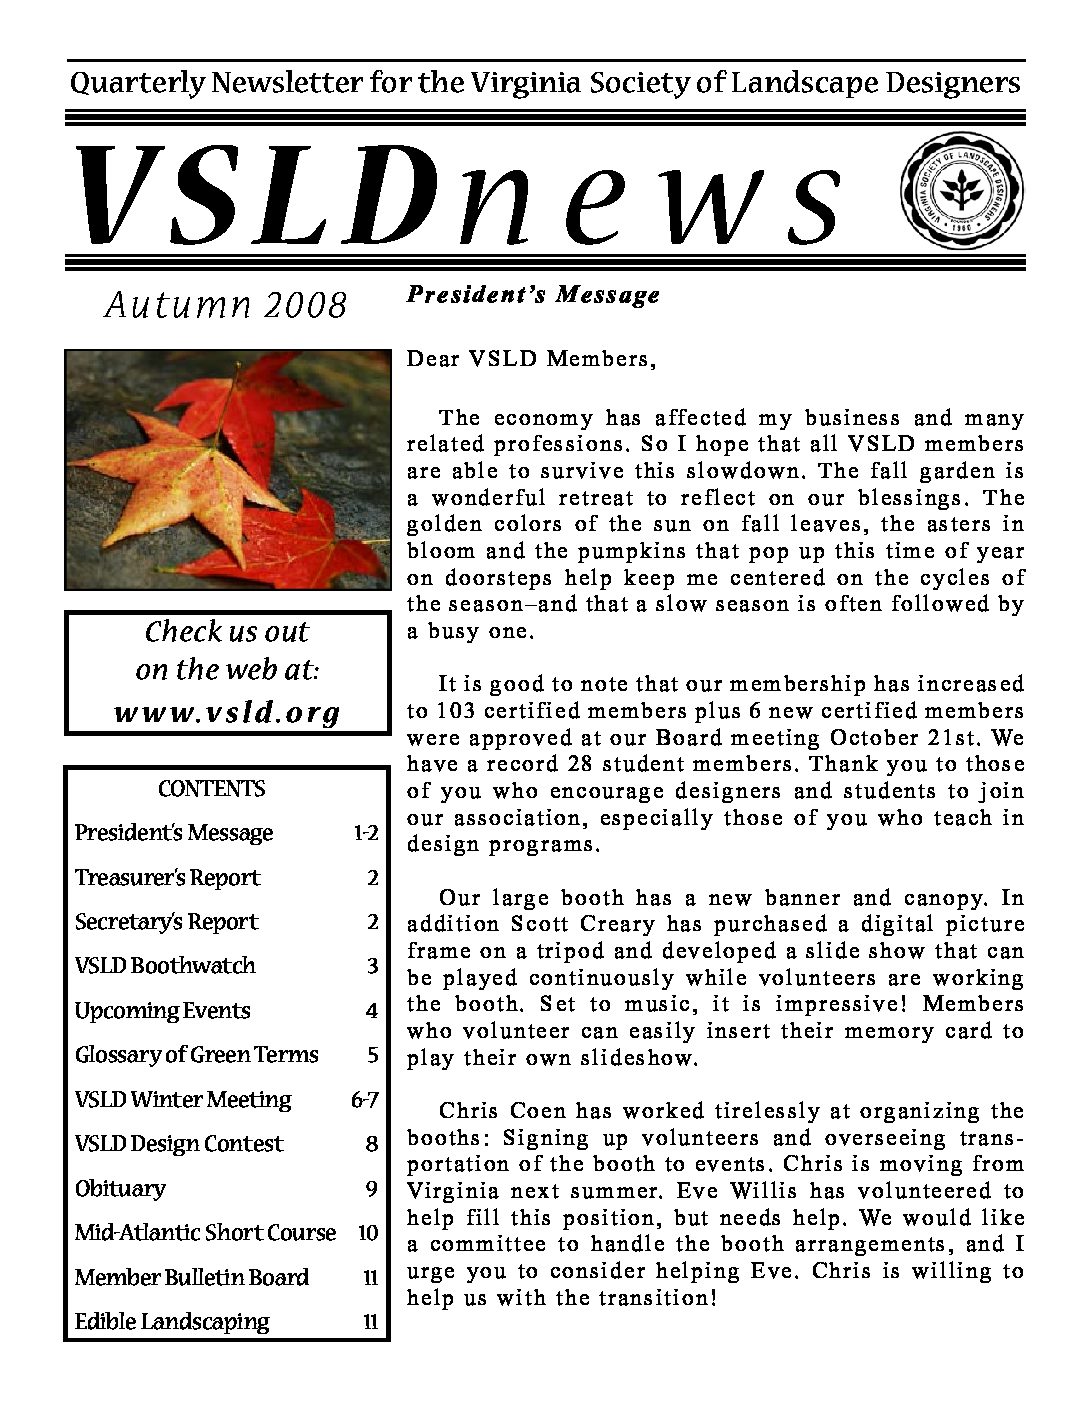 Quarterly Newsletter for the Virginia Society of Landscape Designers
VSLDnews
VIRGINIA SOCIETY OF LANDSCAPE DESIGNERS
1960
Autumn 2008
Check us out
on the web at:
www.vsld.org
CONTENTS
President's Message 1-2
Treasurer's Report 2
Secretary's Report 2
VSLD Boothwatch 3
Upcoming Events 4
Glossary of Green Terms 5
VSLD Winter Meeting 6-7
VSLD Design Contest 8
Obituary 9
Mid-Atlantic Short Course 10
Member Bulletin Board 11
Edible Landscaping 11
President's Message
Dear VSLD Members,
The economy has affected my business and many
related professions. So I hope that all VSLD members
are able to survive this slowdown. The fall garden is
a wonderful retreat to reflect on our blessings. The
golden colors of the sun on fall leaves, the asters in
bloom and the pumpkins that pop up this time of year
on doorsteps help keep me centered on the cycles of
the season–and that a slow season is often followed by
a busy one.
It is good to note that our membership has increased
to 103 certified members plus 6 new certified members
were approved at our Board meeting October 21st. We
have a record 28 student members. Thank you to those
of you who encourage designers and students to join
our association, especially those of you who teach in
design programs.
Our large booth has a new banner and canopy. In
addition Scott Creary has purchased a digital picture
frame on a tripod and developed a slide show that can
be played continuously while volunteers are working
the booth. Set to music, it is impressive! Members
who volunteer can easily insert their memory card to
play their own slideshow.
Chris Coen has worked tirelessly at organizing the
booths: Signing up volunteers and overseeing trans-
portation of the booth to events. Chris is moving from
Virginia next summer. Eve Willis has volunteered to
help fill this position, but needs help. We would like
a committee to handle the booth arrangements, and I
urge you to consider helping Eve. Chris is willing to
help us with the transition!